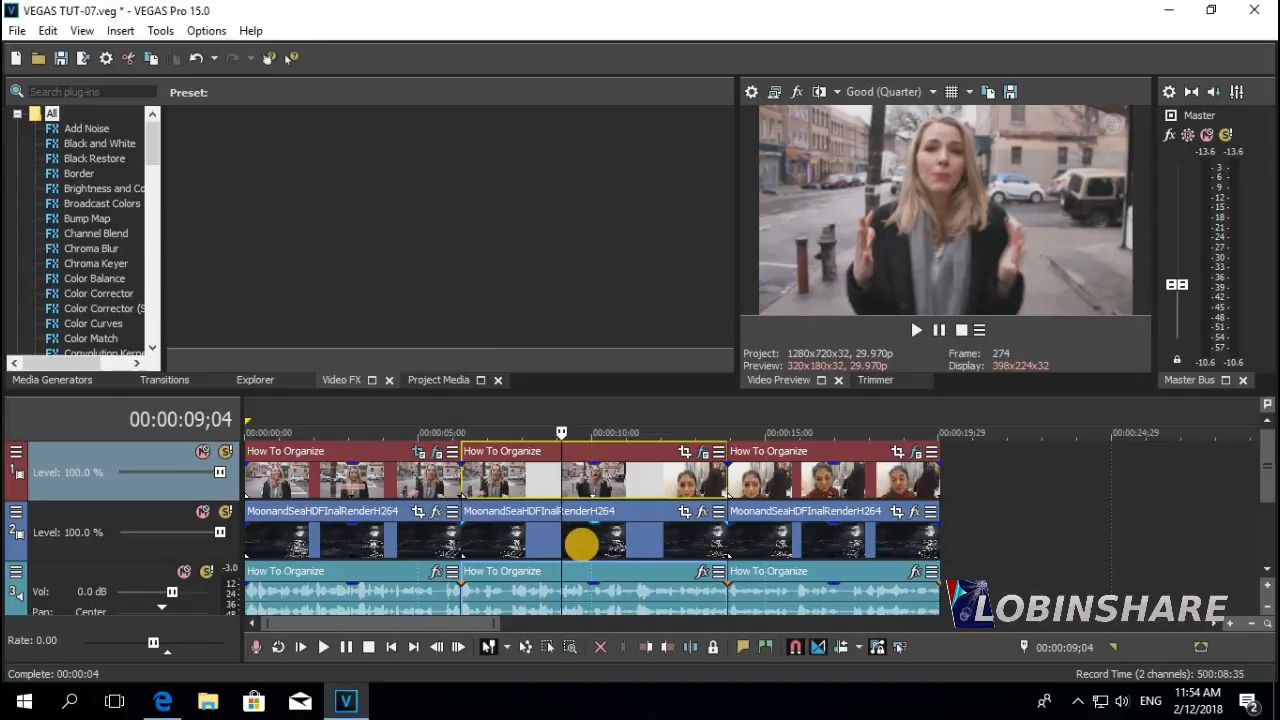 VEGAS TUT-07.veg * - VEGAS Pro 15.0
File Edit View Insert Tools Options Help
Search plug-ins
Preset:
Good (Quarter)
All
Add Noise
Black and White
Black Restore
Border
Brightness and Co
Broadcast Colors
Bump Map
Channel Blend
Chroma Blur
Chroma Keyer
Color Balance
Color Corrector
Color Corrector (S
Color Curves
Color Match
Convolution Kerne
Master
-13.6 -13.6
- 3 -
- 6 -
- 9 -
- 12 -
- 15 -
- 18 -
- 21 -
- 24 -
- 27 -
- 30 -
- 33 -
- 36 -
- 39 -
- 42 -
- 45 -
- 48 -
- 51 -
- 54 -
- 57 -
-10.6 -10.6
Project: 1280x720x32, 29.970p Frame: 274
Preview: 320x180x32, 29.970p Display: 398x224x32
Media Generators Transitions Explorer Video FX Project Media Video Preview Trimmer Master Bus
00:00:09;04
00:00:00;00 00:00:05;00 00:00:10;00 00:00:15;00 00:00:19;29 00:00:24;29
1
Level: 100.0 %
How To Organize How To Organize How To Organize
2
Level: 100.0 %
MoonandSeaHDFInalRenderH264 MoonandSeaHDFInalRenderH264 MoonandSeaHDFInalRenderH264
3
Vol: 0.0 dB
Pan: Center
-3.0
12-
24-
36-
How To Organize How To Organize How To Organize
LOBINSHARE
Rate: 0.00
00:00:09;04
Complete: 00:00:04
Record Time (2 channels): 500:08:35
ENG
11:54 AM
2/12/2018
2